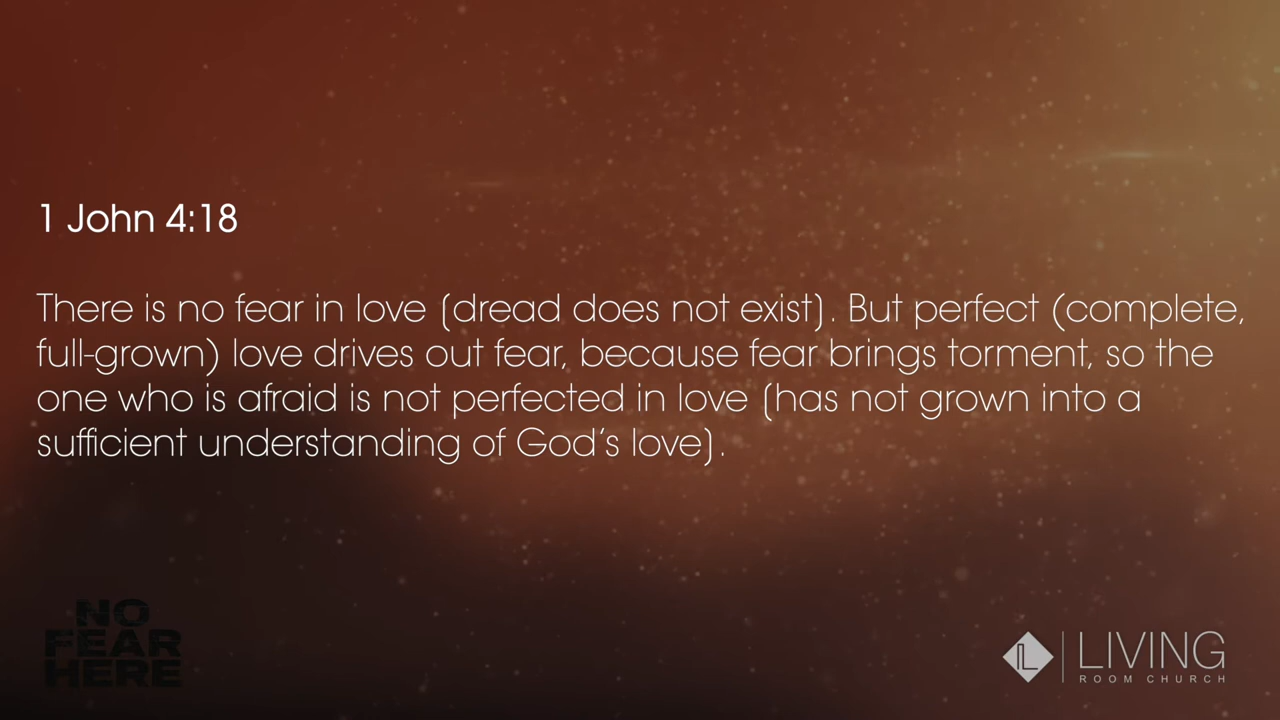 1 John 4:18
There is no fear in love (dread does not exist). But perfect (complete,
full-grown) love drives out fear, because fear brings torment, so the
one who is afraid is not perfected in love (has not grown into a
sufficient understanding of God's love).
NO
FEAR
HERE
LIVING
ROOM CHURCH